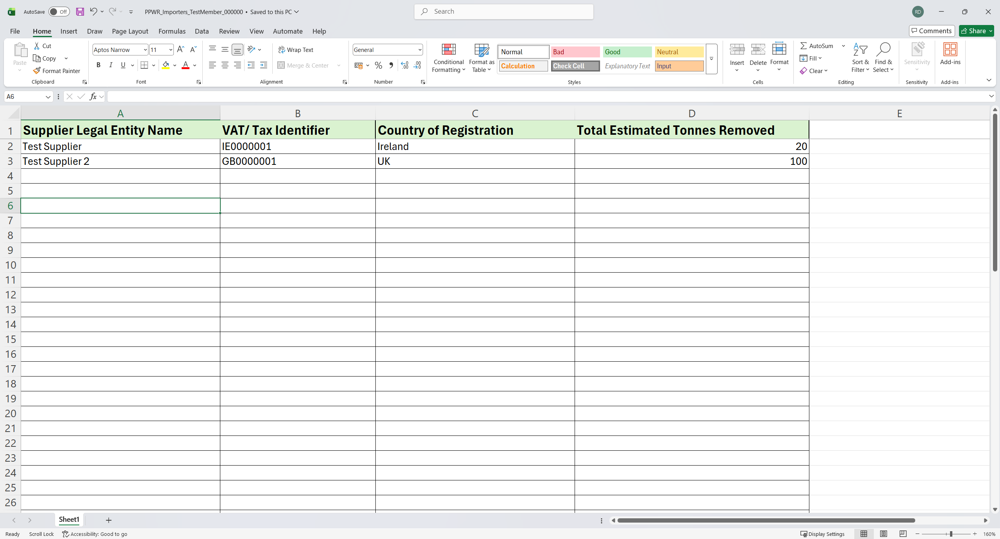 AutoSave Off PPWR_Importers_TestMember_000000 • Saved to this PC Search RD
File Home Insert Draw Page Layout Formulas Data Review View Automate Help Comments Share
Paste Cut Copy Format Painter Clipboard
Aptos Narrow 11 B I U Font
Wrap Text Merge & Center Alignment
General % Number
Conditional Formatting Format as Table
Normal Bad Good Neutral
Calculation Check Cell Explanatory Text Input
Styles
Insert Delete Format Cells
AutoSum Fill Clear Sort & Filter Find & Select Editing
Sensitivity Sensitivity
Add-ins Add-ins
A6 fx
A B C D E
1 Supplier Legal Entity Name VAT/ Tax Identifier Country of Registration Total Estimated Tonnes Removed
2 Test Supplier IE0000001 Ireland 20
3 Test Supplier 2 GB0000001 UK 100
4
5
6
7
8
9
10
11
12
13
14
15
16
17
18
19
20
21
22
23
24
25
26
Sheet1
Ready Scroll Lock Accessibility: Good to go Display Settings 160%